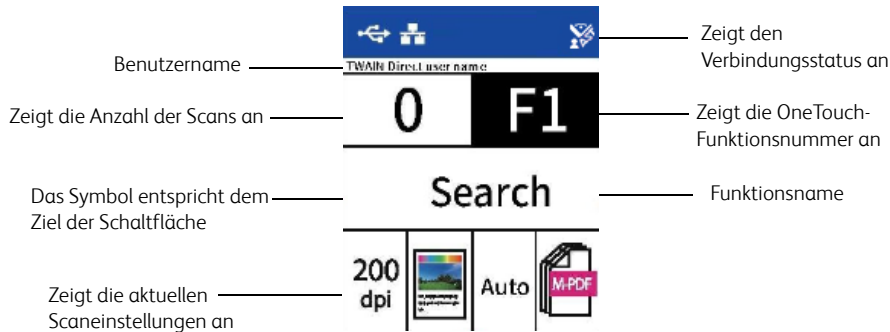 Zeigt den
Verbindungsstatus an
Benutzername
TWAIN Direct user name
Zeigt die Anzahl der Scans an
0
F1
Zeigt die OneTouch-
Funktionsnummer an
Das Symbol entspricht dem
Ziel der Schaltfläche
Search
Funktionsname
200
dpi
Auto
M-PDF
Zeigt die aktuellen
Scaneinstellungen an